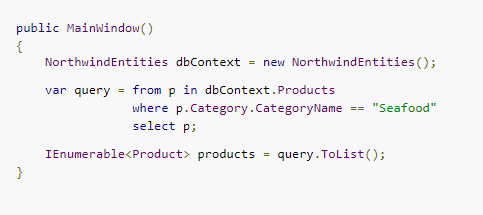 public MainWindow()
{
    NorthwindEntities dbContext = new NorthwindEntities();
    var query = from p in dbContext.Products
                where p.Category.CategoryName == "Seafood"
                select p;
    IEnumerable<Product> products = query.ToList();
}